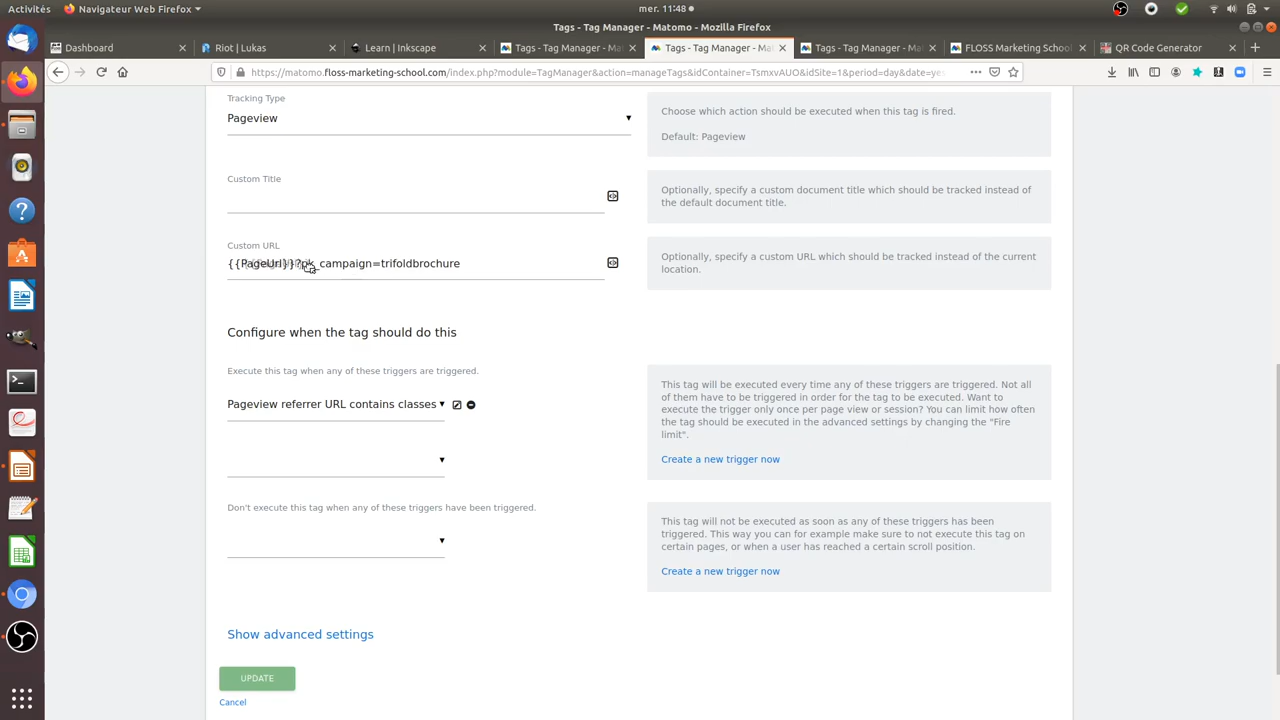 Activités
Navigateur Web Firefox
mer. 11:48
Tags - Tag Manager - Matomo - Mozilla Firefox
Dashboard
Riot | Lukas
Learn | Inkscape
Tags - Tag Manager - Ma
Tags - Tag Manager - Ma
Tags - Tag Manager - Ma
FLOSS Marketing School
QR Code Generator
https://matomo.floss-marketing-school.com/index.php?module=TagManager&action=manageTags&idContainer=TsmxvAUO&idSite=1&period=day&date=yes
Tracking Type
Pageview
Choose which action should be executed when this tag is fired.
Default: Pageview
Custom Title
Optionally, specify a custom document title which should be tracked instead of
the default document title.
Custom URL
{{PageUrl}}?pk_campaign=trifoldbrochure
Optionally, specify a custom URL which should be tracked instead of the current
location.
Configure when the tag should do this
Execute this tag when any of these triggers are triggered.
Pageview referrer URL contains classes
This tag will be executed every time any of these triggers are triggered. Not all
of them have to be triggered in order for the tag to be executed. Want to
execute the trigger only once per page view or session? You can limit how often
the tag should be executed in the advanced settings by changing the "Fire
limit".
Create a new trigger now
Don't execute this tag when any of these triggers have been triggered.
This tag will not be executed as soon as any of these triggers has been
triggered. This way you can for example make sure to not execute this tag on
certain pages, or when a user has reached a certain scroll position.
Create a new trigger now
Show advanced settings
UPDATE
Cancel